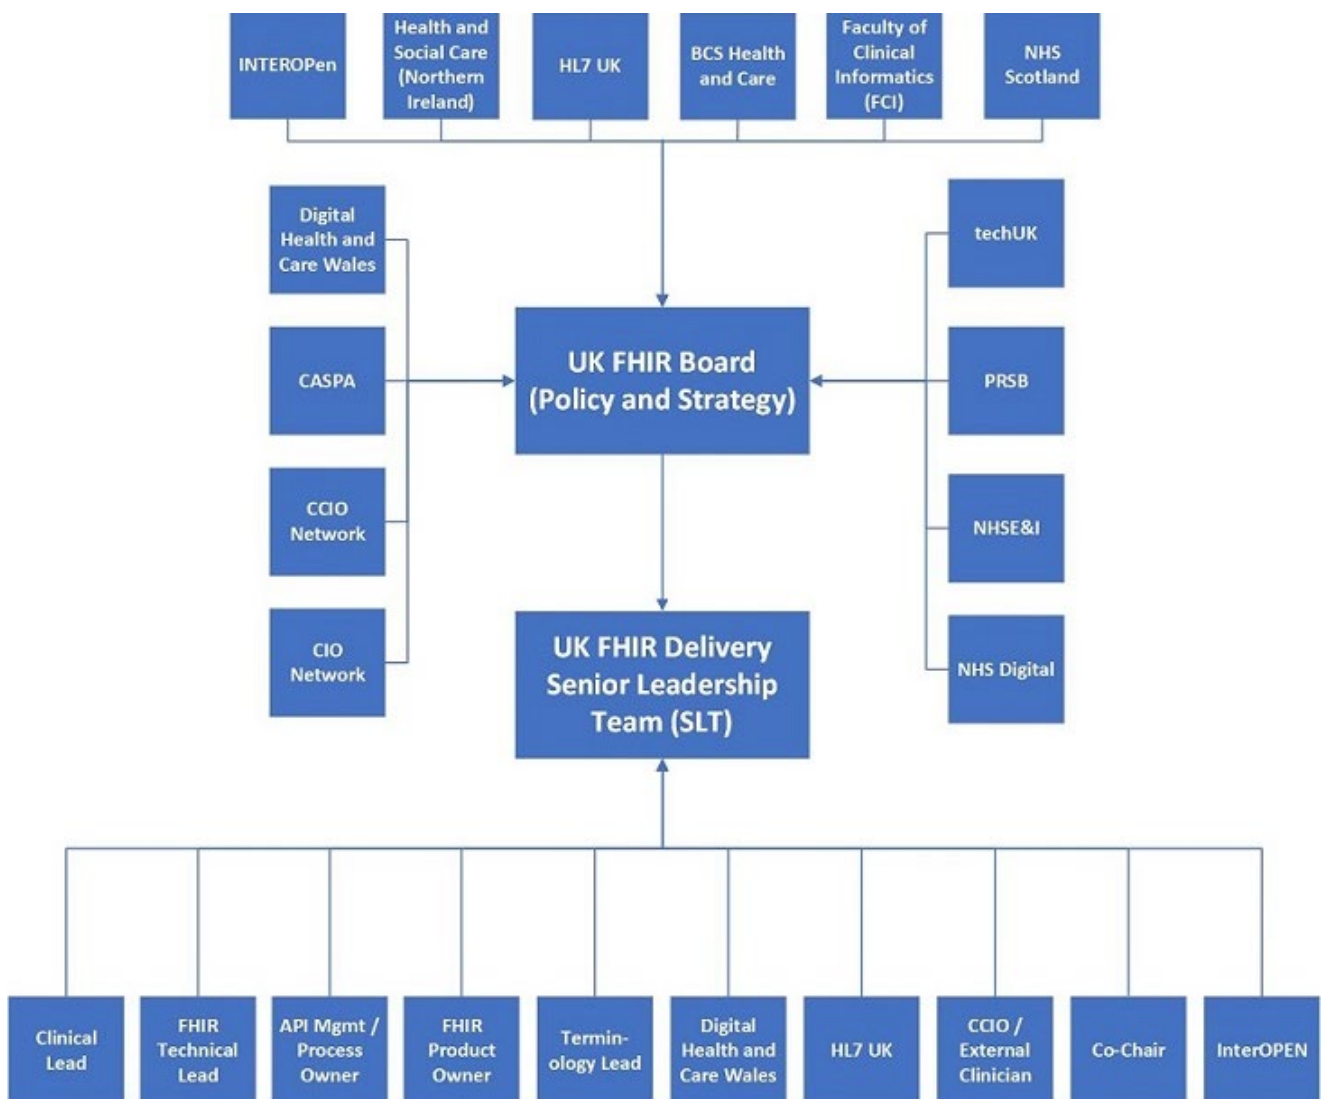 INTEROPen
Health and
Social Care
(Northern
Ireland)
HL7 UK
BCS Health
and Care
Faculty of
Clinical
Informatics
(FCI)
NHS
Scotland
Digital
Health and
Care Wales
techUK
UK FHIR Board
(Policy and Strategy)
CASPA
PRSB
CCIO
Network
NHSE&I
CIO
Network
UK FHIR Delivery
Senior Leadership
Team (SLT)
NHS Digital
Clinical
Lead
FHIR
Technical
Lead
API Mgmt /
Process
Owner
FHIR
Product
Owner
Termin-
ology Lead
Digital
Health and
Care Wales
HL7 UK
CCIO /
External
Clinician
Co-Chair
InterOPEN